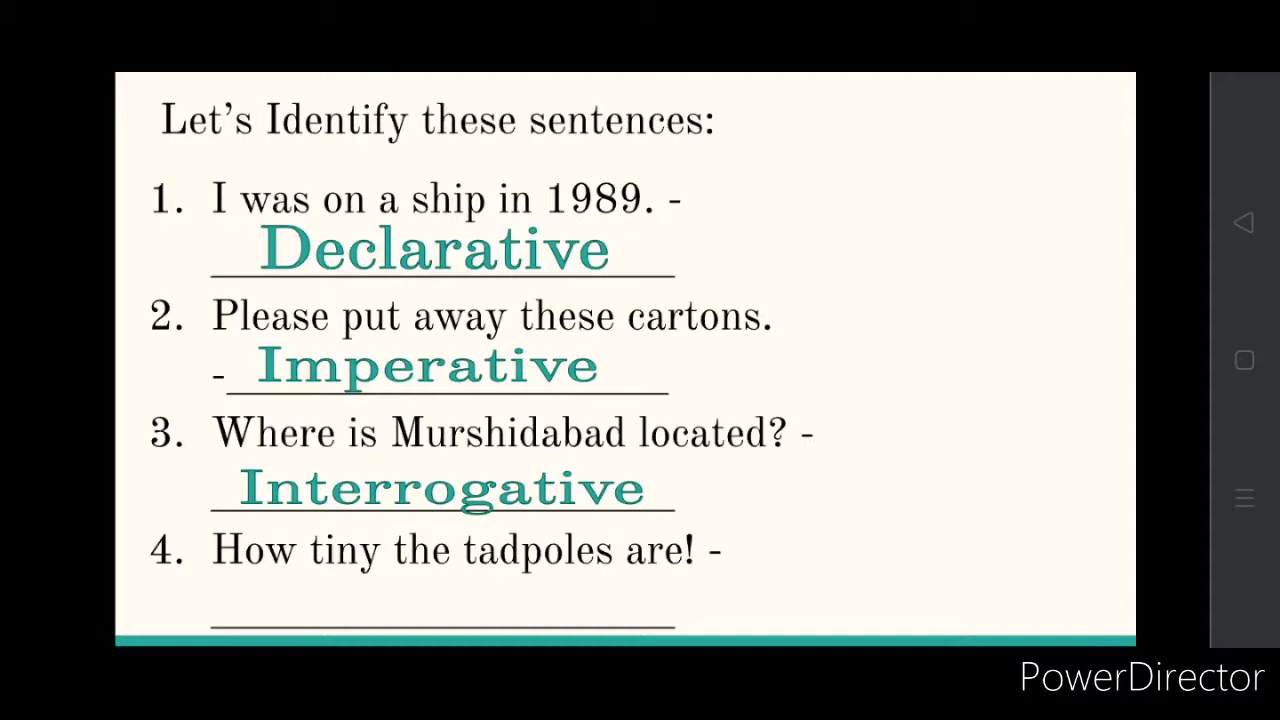 Let's Identify these sentences:
1. I was on a ship in 1989. -
Declarative
2. Please put away these cartons.
- Imperative
3. Where is Murshidabad located? -
Interrogative
4. How tiny the tadpoles are! -
PowerDirector